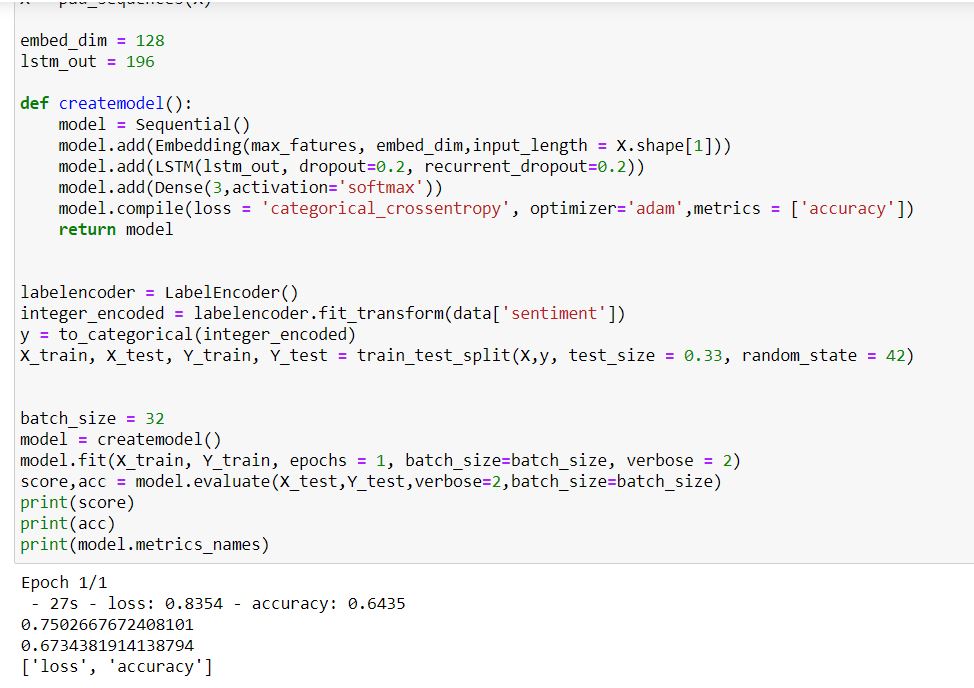 embed_dim = 128
lstm_out = 196
def createmodel():
    model = Sequential()
    model.add(Embedding(max_fatures, embed_dim,input_length = X.shape[1]))
    model.add(LSTM(lstm_out, dropout=0.2, recurrent_dropout=0.2))
    model.add(Dense(3,activation='softmax'))
    model.compile(loss = 'categorical_crossentropy', optimizer='adam',metrics = ['accuracy'])
    return model
labelencoder = LabelEncoder()
integer_encoded = labelencoder.fit_transform(data['sentiment'])
y = to_categorical(integer_encoded)
X_train, X_test, Y_train, Y_test = train_test_split(X,y, test_size = 0.33, random_state = 42)
batch_size = 32
model = createmodel()
model.fit(X_train, Y_train, epochs = 1, batch_size=batch_size, verbose = 2)
score,acc = model.evaluate(X_test,Y_test,verbose=2,batch_size=batch_size)
print(score)
print(acc)
print(model.metrics_names)
Epoch 1/1
 - 27s - loss: 0.8354 - accuracy: 0.6435
0.7502667672408101
0.6734381914138794
['loss', 'accuracy']